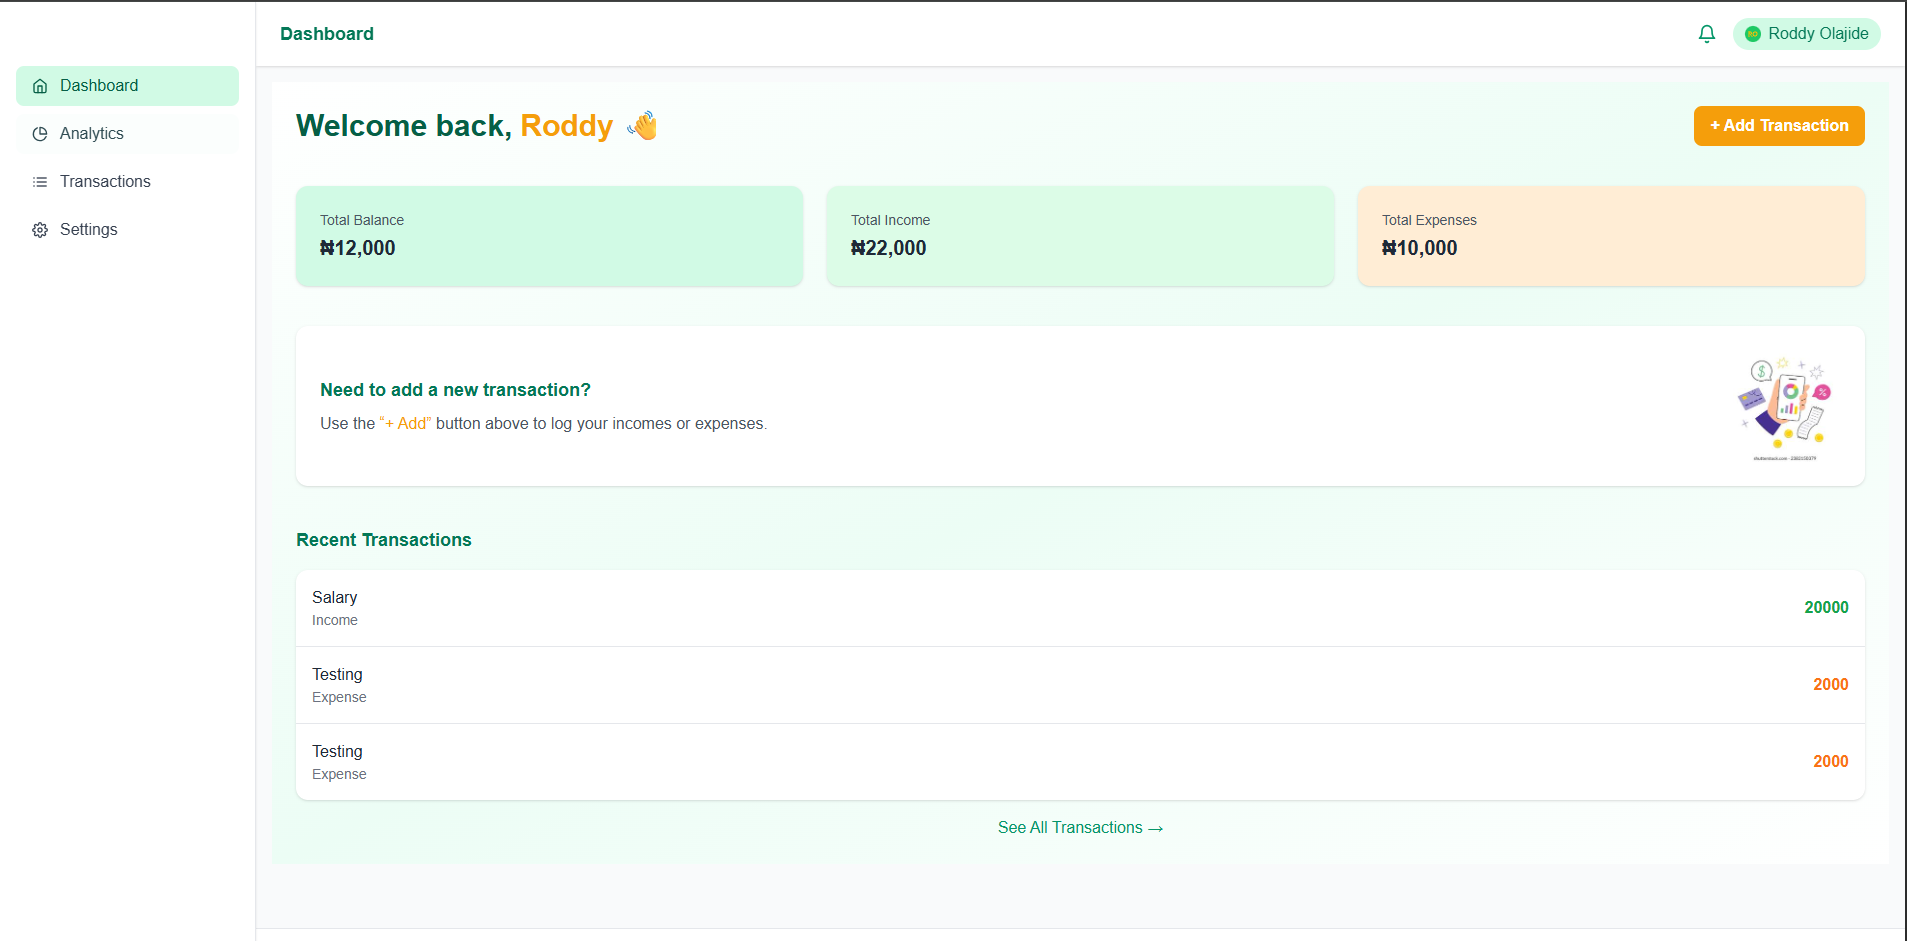 Dashboard
Roddy Olajide
Dashboard
Analytics
Transactions
Settings
Welcome back, Roddy 👋
+ Add Transaction
Total Balance
₦12,000
Total Income
₦22,000
Total Expenses
₦10,000
Need to add a new transaction?
Use the “+ Add” button above to log your incomes or expenses.
Recent Transactions
Salary
Income
20000
Testing
Expense
2000
Testing
Expense
2000
See All Transactions →